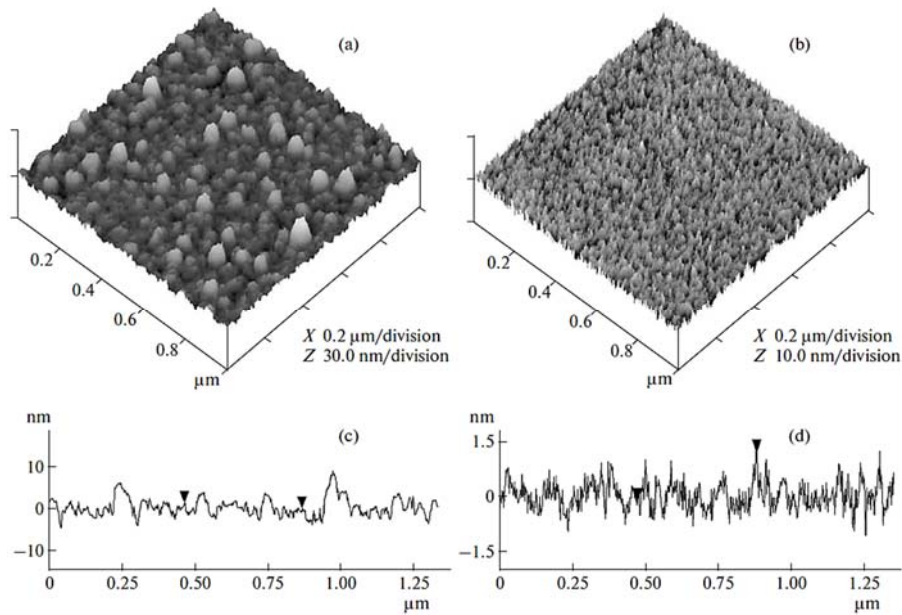 (a)
0.2
0.4
0.6
0.8
μm
X 0.2 μm/division
Z 30.0 nm/division
(b)
0.2
0.4
0.6
0.8
μm
X 0.2 μm/division
Z 10.0 nm/division
nm
(c)
10
0
−10
0
0.25
0.50
0.75
1.00
1.25
μm
nm
(d)
1.5
0
−1.5
0
0.25
0.50
0.75
1.00
1.25
μm